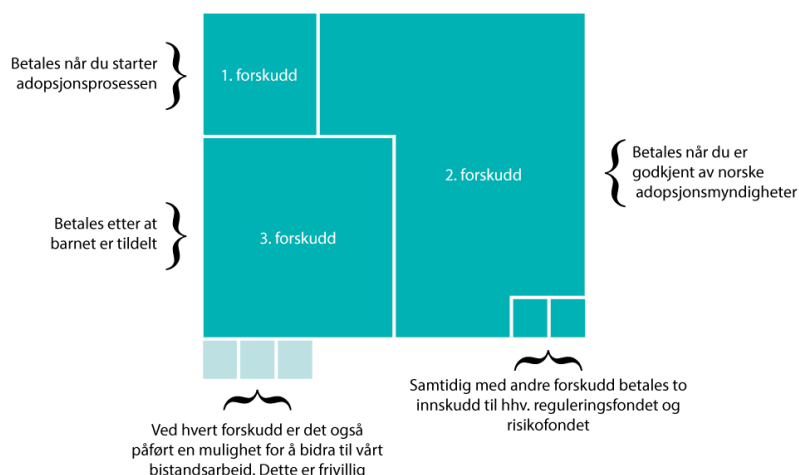 Betales når du starter
adopsjonsprosessen
1. forskudd
2. forskudd
Betales når du er
godkjent av norske
adopsjonsmyndigheter
Betales etter at
barnet er tildelt
3. forskudd
Samtidig med andre forskudd betales to
innskudd til hhv. reguleringsfondet og
risikofondet
Ved hvert forskudd er det også
påført en mulighet for å bidra til vårt
bistandsarbeid. Dette er frivillig